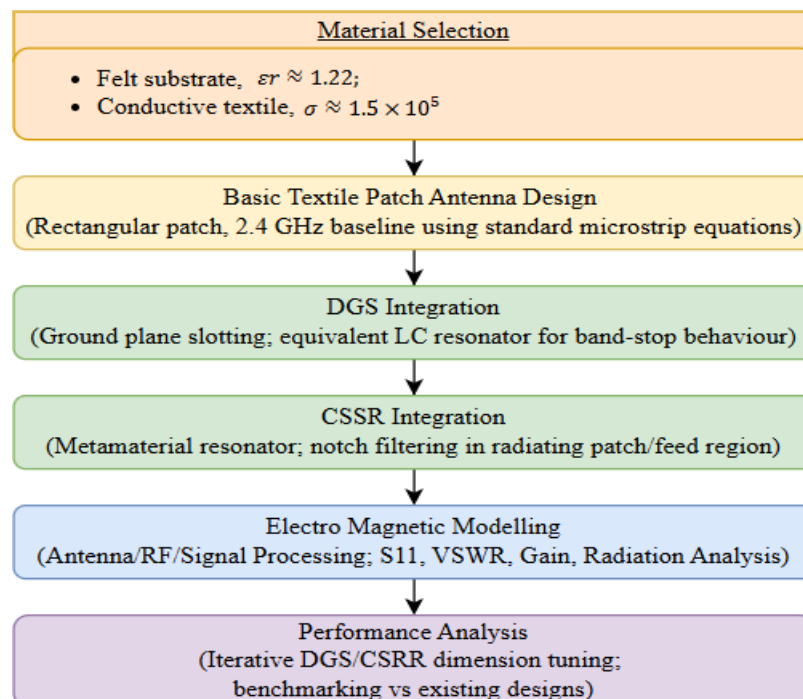 Material Selection
• Felt substrate, εr ≈ 1.22;
• Conductive textile, σ ≈ 1.5 × 10⁵
Basic Textile Patch Antenna Design
(Rectangular patch, 2.4 GHz baseline using standard microstrip equations)
DGS Integration
(Ground plane slotting; equivalent LC resonator for band-stop behaviour)
CSSR Integration
(Metamaterial resonator; notch filtering in radiating patch/feed region)
Electro Magnetic Modelling
(Antenna/RF/Signal Processing; S11, VSWR, Gain, Radiation Analysis)
Performance Analysis
(Iterative DGS/CSRR dimension tuning;
benchmarking vs existing designs)